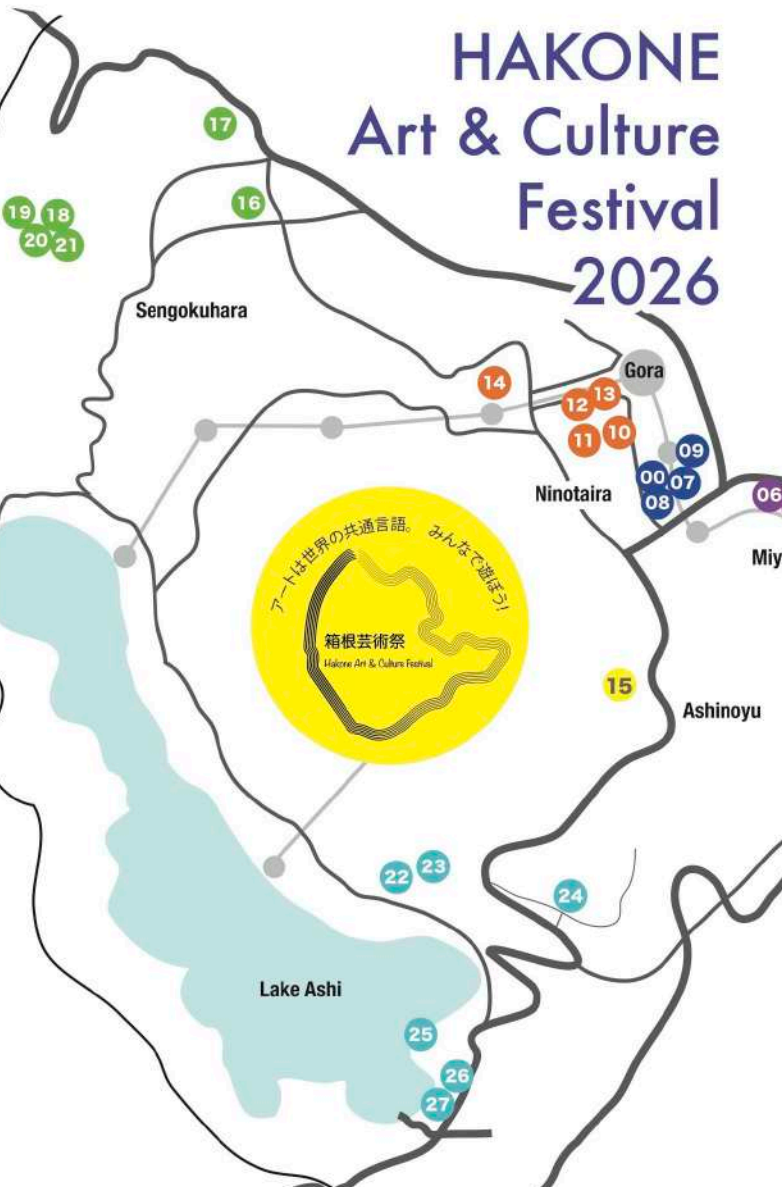 HAKONE
Art & Culture
Festival
2026
17
16
19
18
20
21
Sengokuhara
Gora
14
13
12
11
10
09
00
07
08
06
Ninotaira
Miy
アートは世界の共通言語。 みんなで遊ぼう!
箱根芸術祭
Hakone Art & Culture Festival
15
Ashinoyu
22
23
24
Lake Ashi
25
26
27